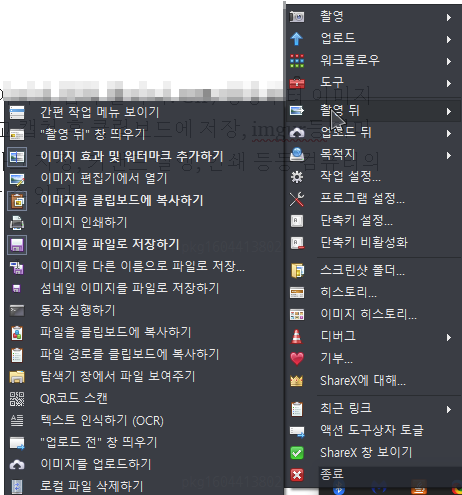 촬영
업로드
워크플로우
도구
촬영 뒤
업로드 뒤
목적지
작업 설정...
프로그램 설정...
단축키 설정...
단축키 비활성화
스크린샷 폴더...
히스토리...
이미지 히스토리...
디버그
기부...
ShareX에 대해...
최근 링크
액션 도구상자 토글
ShareX 창 보이기
종료
간편 작업 메뉴 보이기
"촬영 뒤" 창 띄우기
이미지 효과 및 워터마크 추가하기
이미지 편집기에서 열기
이미지를 클립보드에 복사하기
이미지 인쇄하기
이미지를 파일로 저장하기
이미지를 다른 이름으로 파일로 저장...
섬네일 이미지를 파일로 저장하기
동작 실행하기
파일을 클립보드에 복사하기
파일 경로를 클립보드에 복사하기
탐색기 창에서 파일 보여주기
QR코드 스캔
텍스트 인식하기 (OCR)
"업로드 전" 창 띄우기
이미지를 업로드하기
로컬 파일 삭제하기